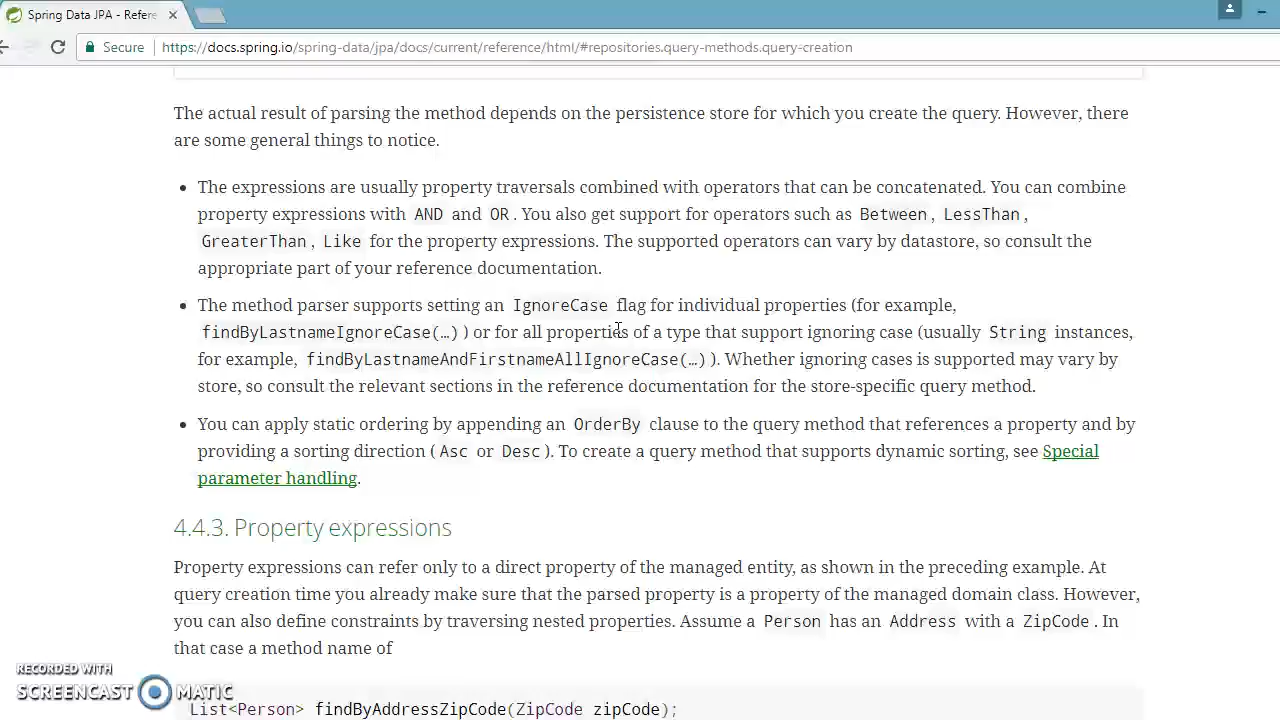 Spring Data JPA - Refere
Secure https://docs.spring.io/spring-data/jpa/docs/current/reference/html/#repositories.query-methods.query-creation
The actual result of parsing the method depends on the persistence store for which you create the query. However, there
are some general things to notice.
The expressions are usually property traversals combined with operators that can be concatenated. You can combine
property expressions with AND and OR. You also get support for operators such as Between, LessThan,
GreaterThan, Like for the property expressions. The supported operators can vary by datastore, so consult the
appropriate part of your reference documentation.
The method parser supports setting an IgnoreCase flag for individual properties (for example,
findByLastnameIgnoreCase(…)) or for all properties of a type that support ignoring case (usually String instances,
for example, findByLastnameAndFirstnameAllIgnoreCase(…)). Whether ignoring cases is supported may vary by
store, so consult the relevant sections in the reference documentation for the store-specific query method.
You can apply static ordering by appending an OrderBy clause to the query method that references a property and by
providing a sorting direction (Asc or Desc). To create a query method that supports dynamic sorting, see Special
parameter handling.
4.4.3. Property expressions
Property expressions can refer only to a direct property of the managed entity, as shown in the preceding example. At
query creation time you already make sure that the parsed property is a property of the managed domain class. However,
you can also define constraints by traversing nested properties. Assume a Person has an Address with a ZipCode. In
that case a method name of
RECORDED WITH
SCREENCAST MATIC
List<Person> findByAddressZipCode(ZipCode zipCode);